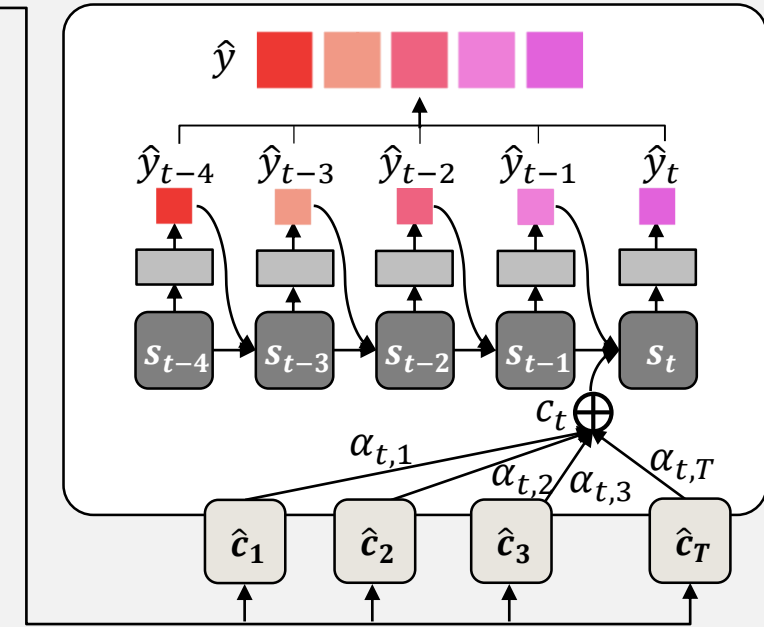 ŷ
ŷ_{t−4} ŷ_{t−3} ŷ_{t−2} ŷ_{t−1} ŷ_t
s_{t−4} s_{t−3} s_{t−2} s_{t−1} s_t
c_t
α_{t,1} α_{t,2} α_{t,3} α_{t,T}
ĉ_1 ĉ_2 ĉ_3 ĉ_T